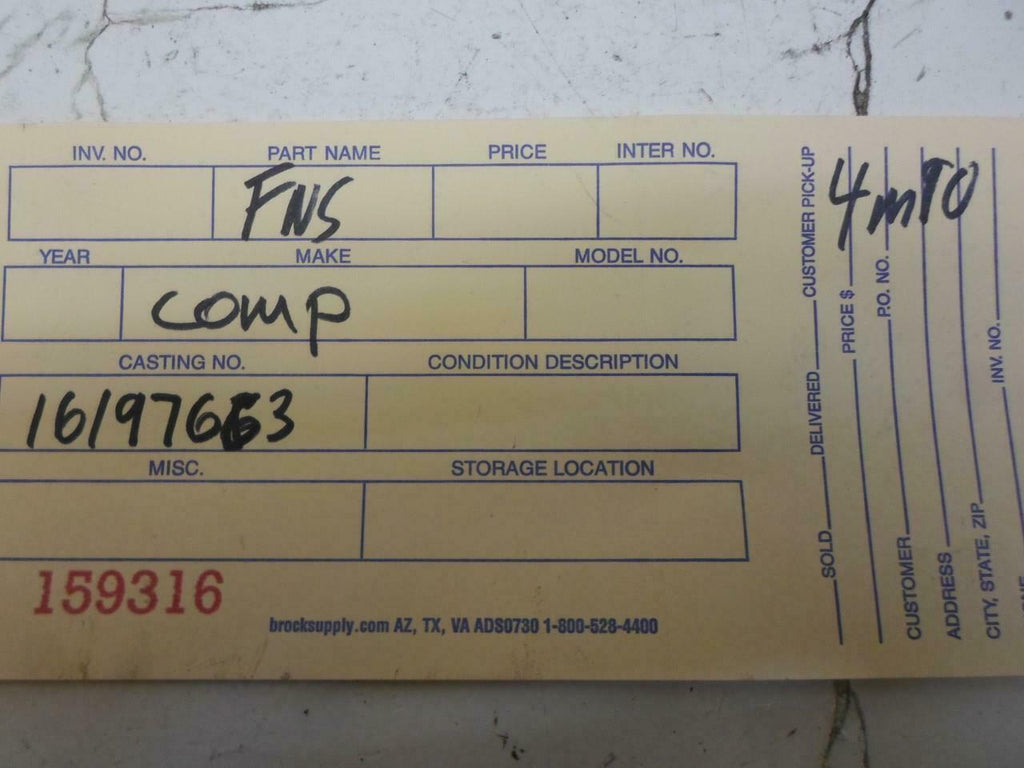 INV. NO. PART NAME PRICE INTER NO.
FNS
YEAR MAKE MODEL NO.
comp
CASTING NO. CONDITION DESCRIPTION
16197663
MISC. STORAGE LOCATION
159316
brocksupply.com AZ, TX, VA ADS0730 1-800-528-4400
SOLD DELIVERED CUSTOMER PICK-UP
PRICE $
4m70
CUSTOMER P.O. NO.
ADDRESS
CITY, STATE, ZIP INV. NO.